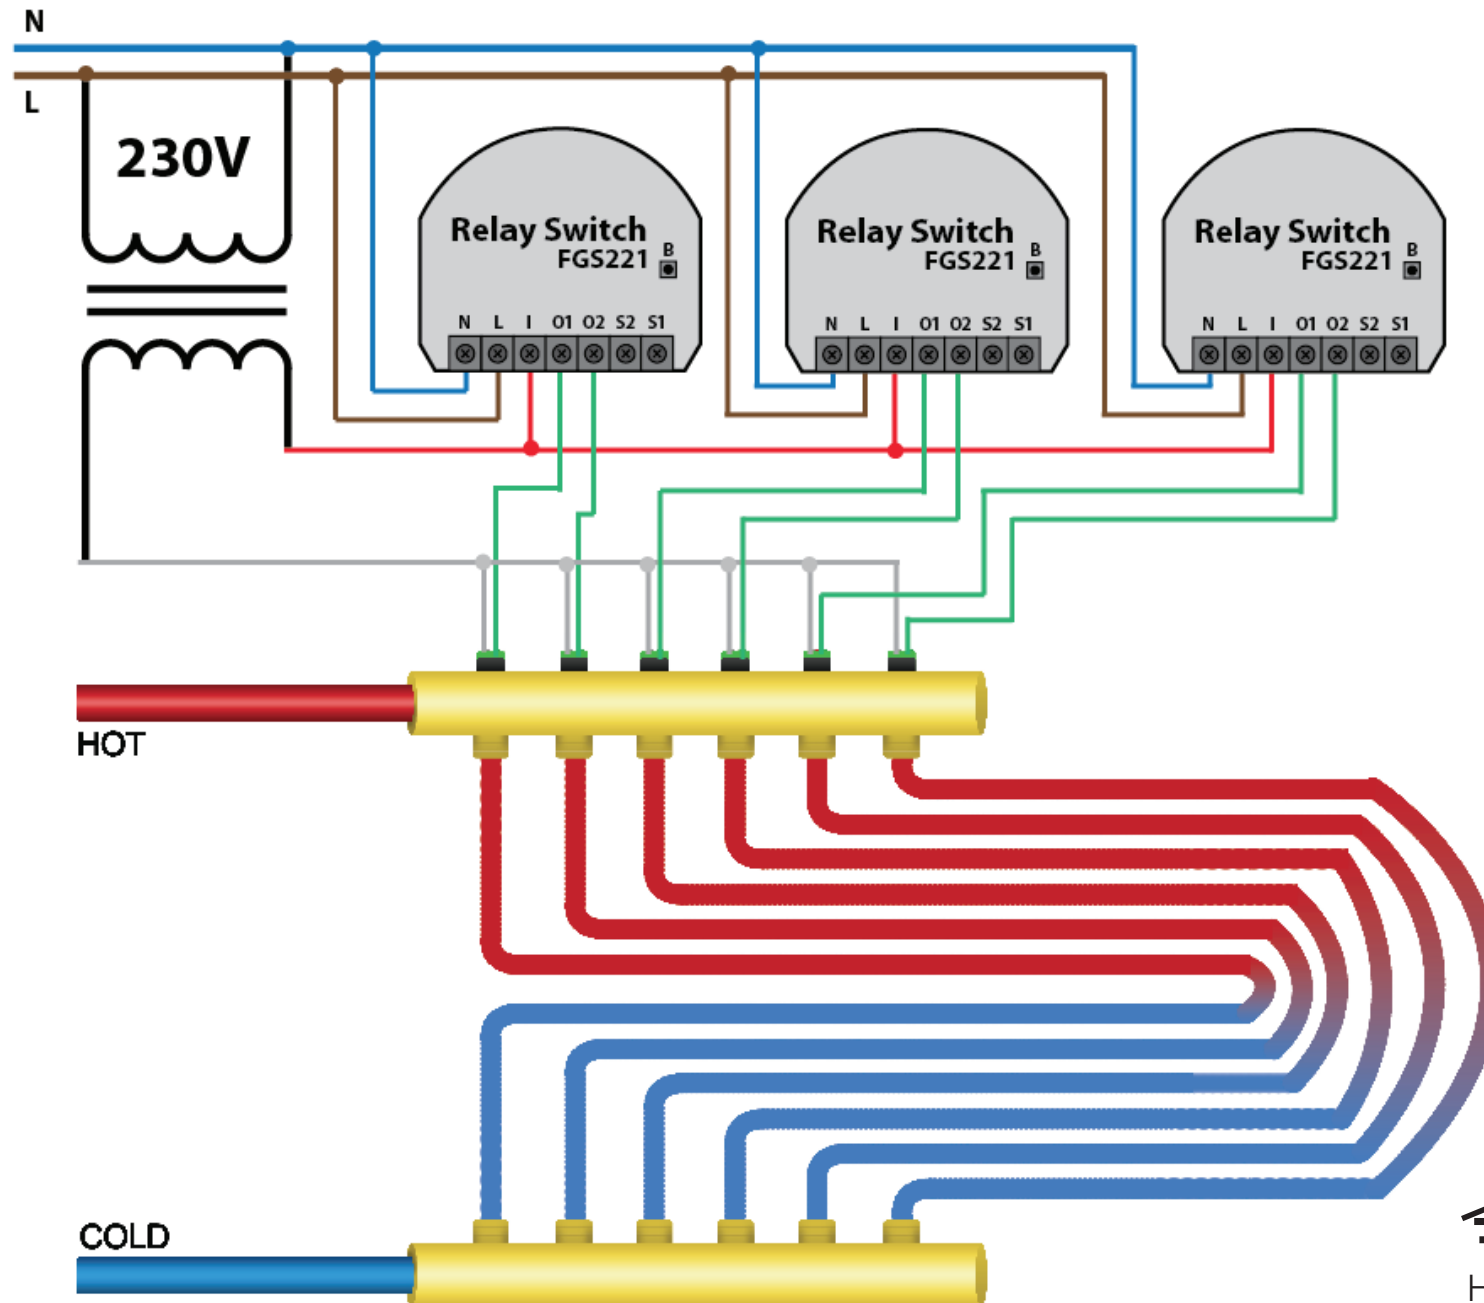 N
L
230V
Relay Switch
FGS221
B
N L I O1 O2 S2 S1
Relay Switch
FGS221
B
N L I O1 O2 S2 S1
Relay Switch
FGS221
B
N L I O1 O2 S2 S1
HOT
COLD